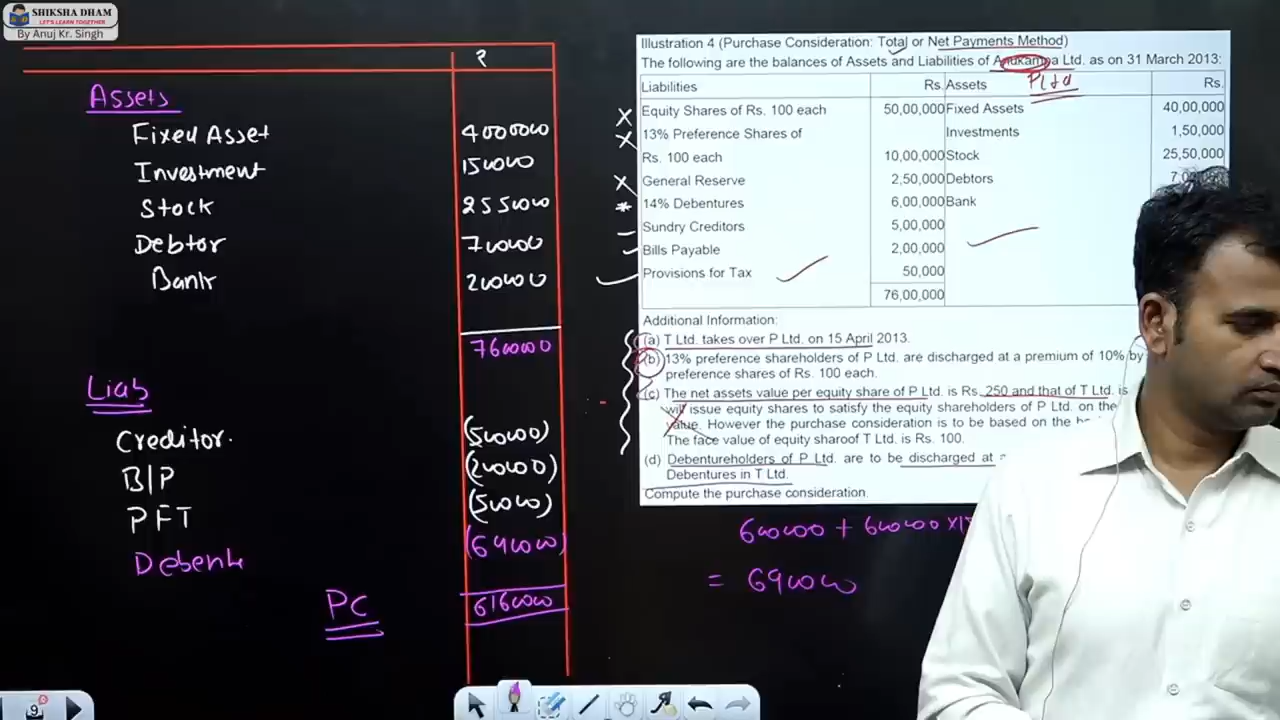 SHIKSHA DHAM
LET'S LEARN TOGETHER
By Anuj Kr. Singh
₹
Assets
Fixed Asset 4000000
Investment 150000
Stock 2550000
Debtor 700000
Bank 200000
7600000
Liab
Creditor. (500000)
B/P (200000)
PFT (50000)
Debent (690000)
PC 6160000
Illustration 4 (Purchase Consideration: Total or Net Payments Method)
The following are the balances of Assets and Liabilities of Anukampa Ltd. as on 31 March 2013:
P Ltd
Liabilities Rs. Assets Rs.
Equity Shares of Rs. 100 each 50,00,000 Fixed Assets 40,00,000
13% Preference Shares of Investments 1,50,000
Rs. 100 each 10,00,000 Stock 25,50,000
General Reserve 2,50,000 Debtors
14% Debentures 6,00,000 Bank
Sundry Creditors 5,00,000
Bills Payable 2,00,000
Provisions for Tax 50,000
76,00,000
Additional Information:
(a) T Ltd. takes over P Ltd. on 15 April 2013.
(b) 13% preference shareholders of P Ltd. are discharged at a premium of 10% by
preference shares of Rs. 100 each.
(c) The net assets value per equity share of P Ltd. is Rs. 250 and that of T Ltd. is
will issue equity shares to satisfy the equity shareholders of P Ltd. on the
value. However the purchase consideration is to be based on the
The face value of equity sharoof T Ltd. is Rs. 100.
(d) Debentureholders of P Ltd. are to be discharged at
Debentures in T Ltd.
Compute the purchase consideration.
600000 + 600000 ×
= 690000
9